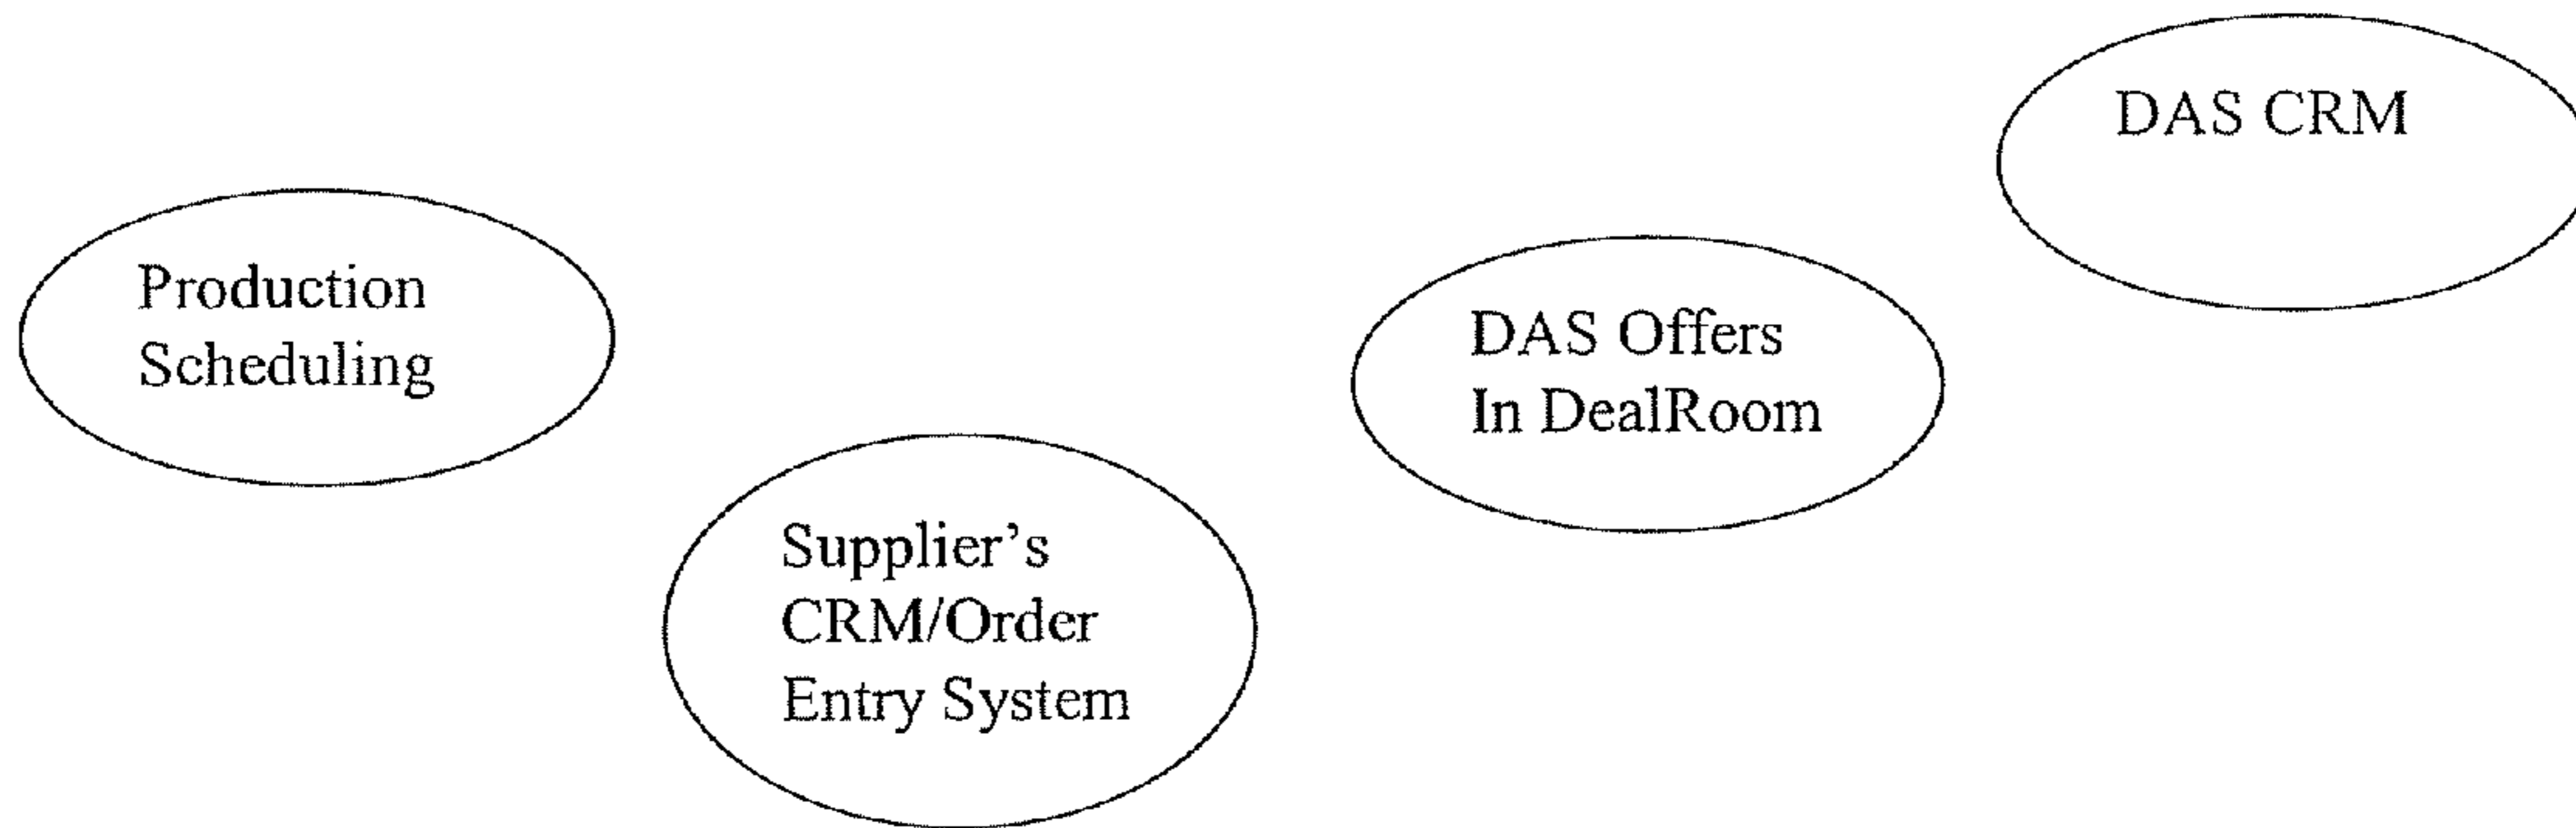 DAS CRM
Production
Scheduling
DAS Offers
In DealRoom
Supplier’s
CRM/Order
Entry System